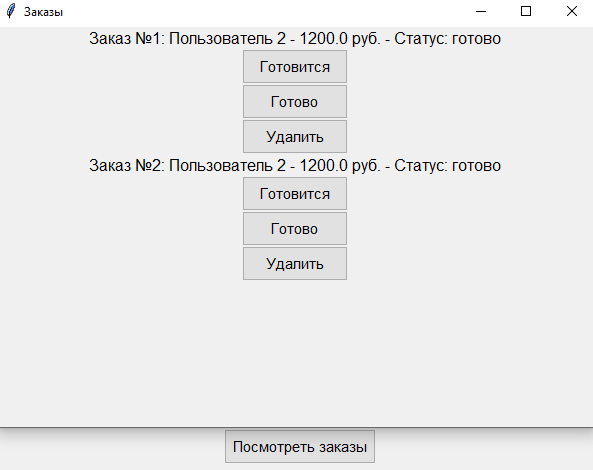 Заказы
Заказ №1: Пользователь 2 - 1200.0 руб. - Статус: готово
Готовится
Готово
Удалить
Заказ №2: Пользователь 2 - 1200.0 руб. - Статус: готово
Готовится
Готово
Удалить
Посмотреть заказы